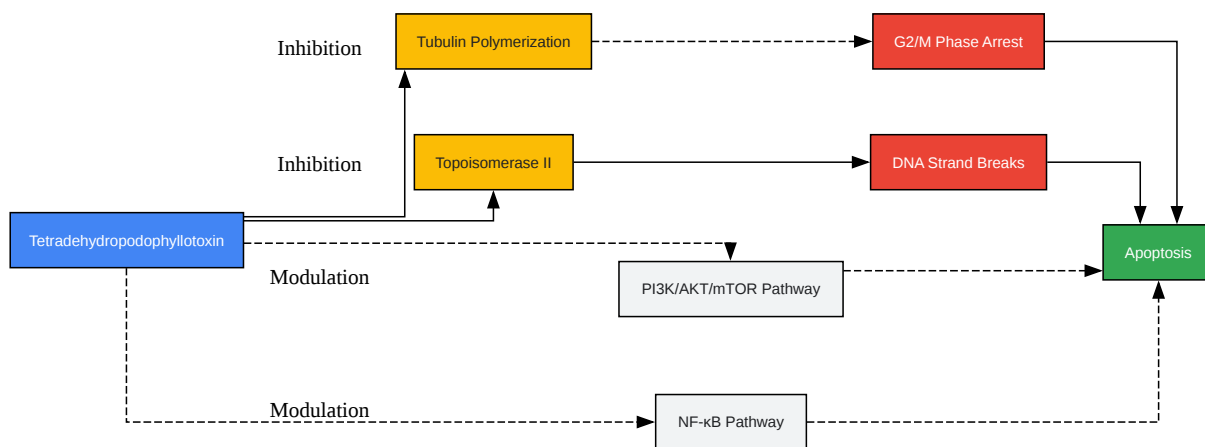 Tubulin Polymerization
G2/M Phase Arrest
Inhibition
Inhibition
Topoisomerase II
DNA Strand Breaks
Tetradehydropodophyllotoxin
Apoptosis
Modulation
PI3K/AKT/mTOR Pathway
Modulation
NF-κB Pathway